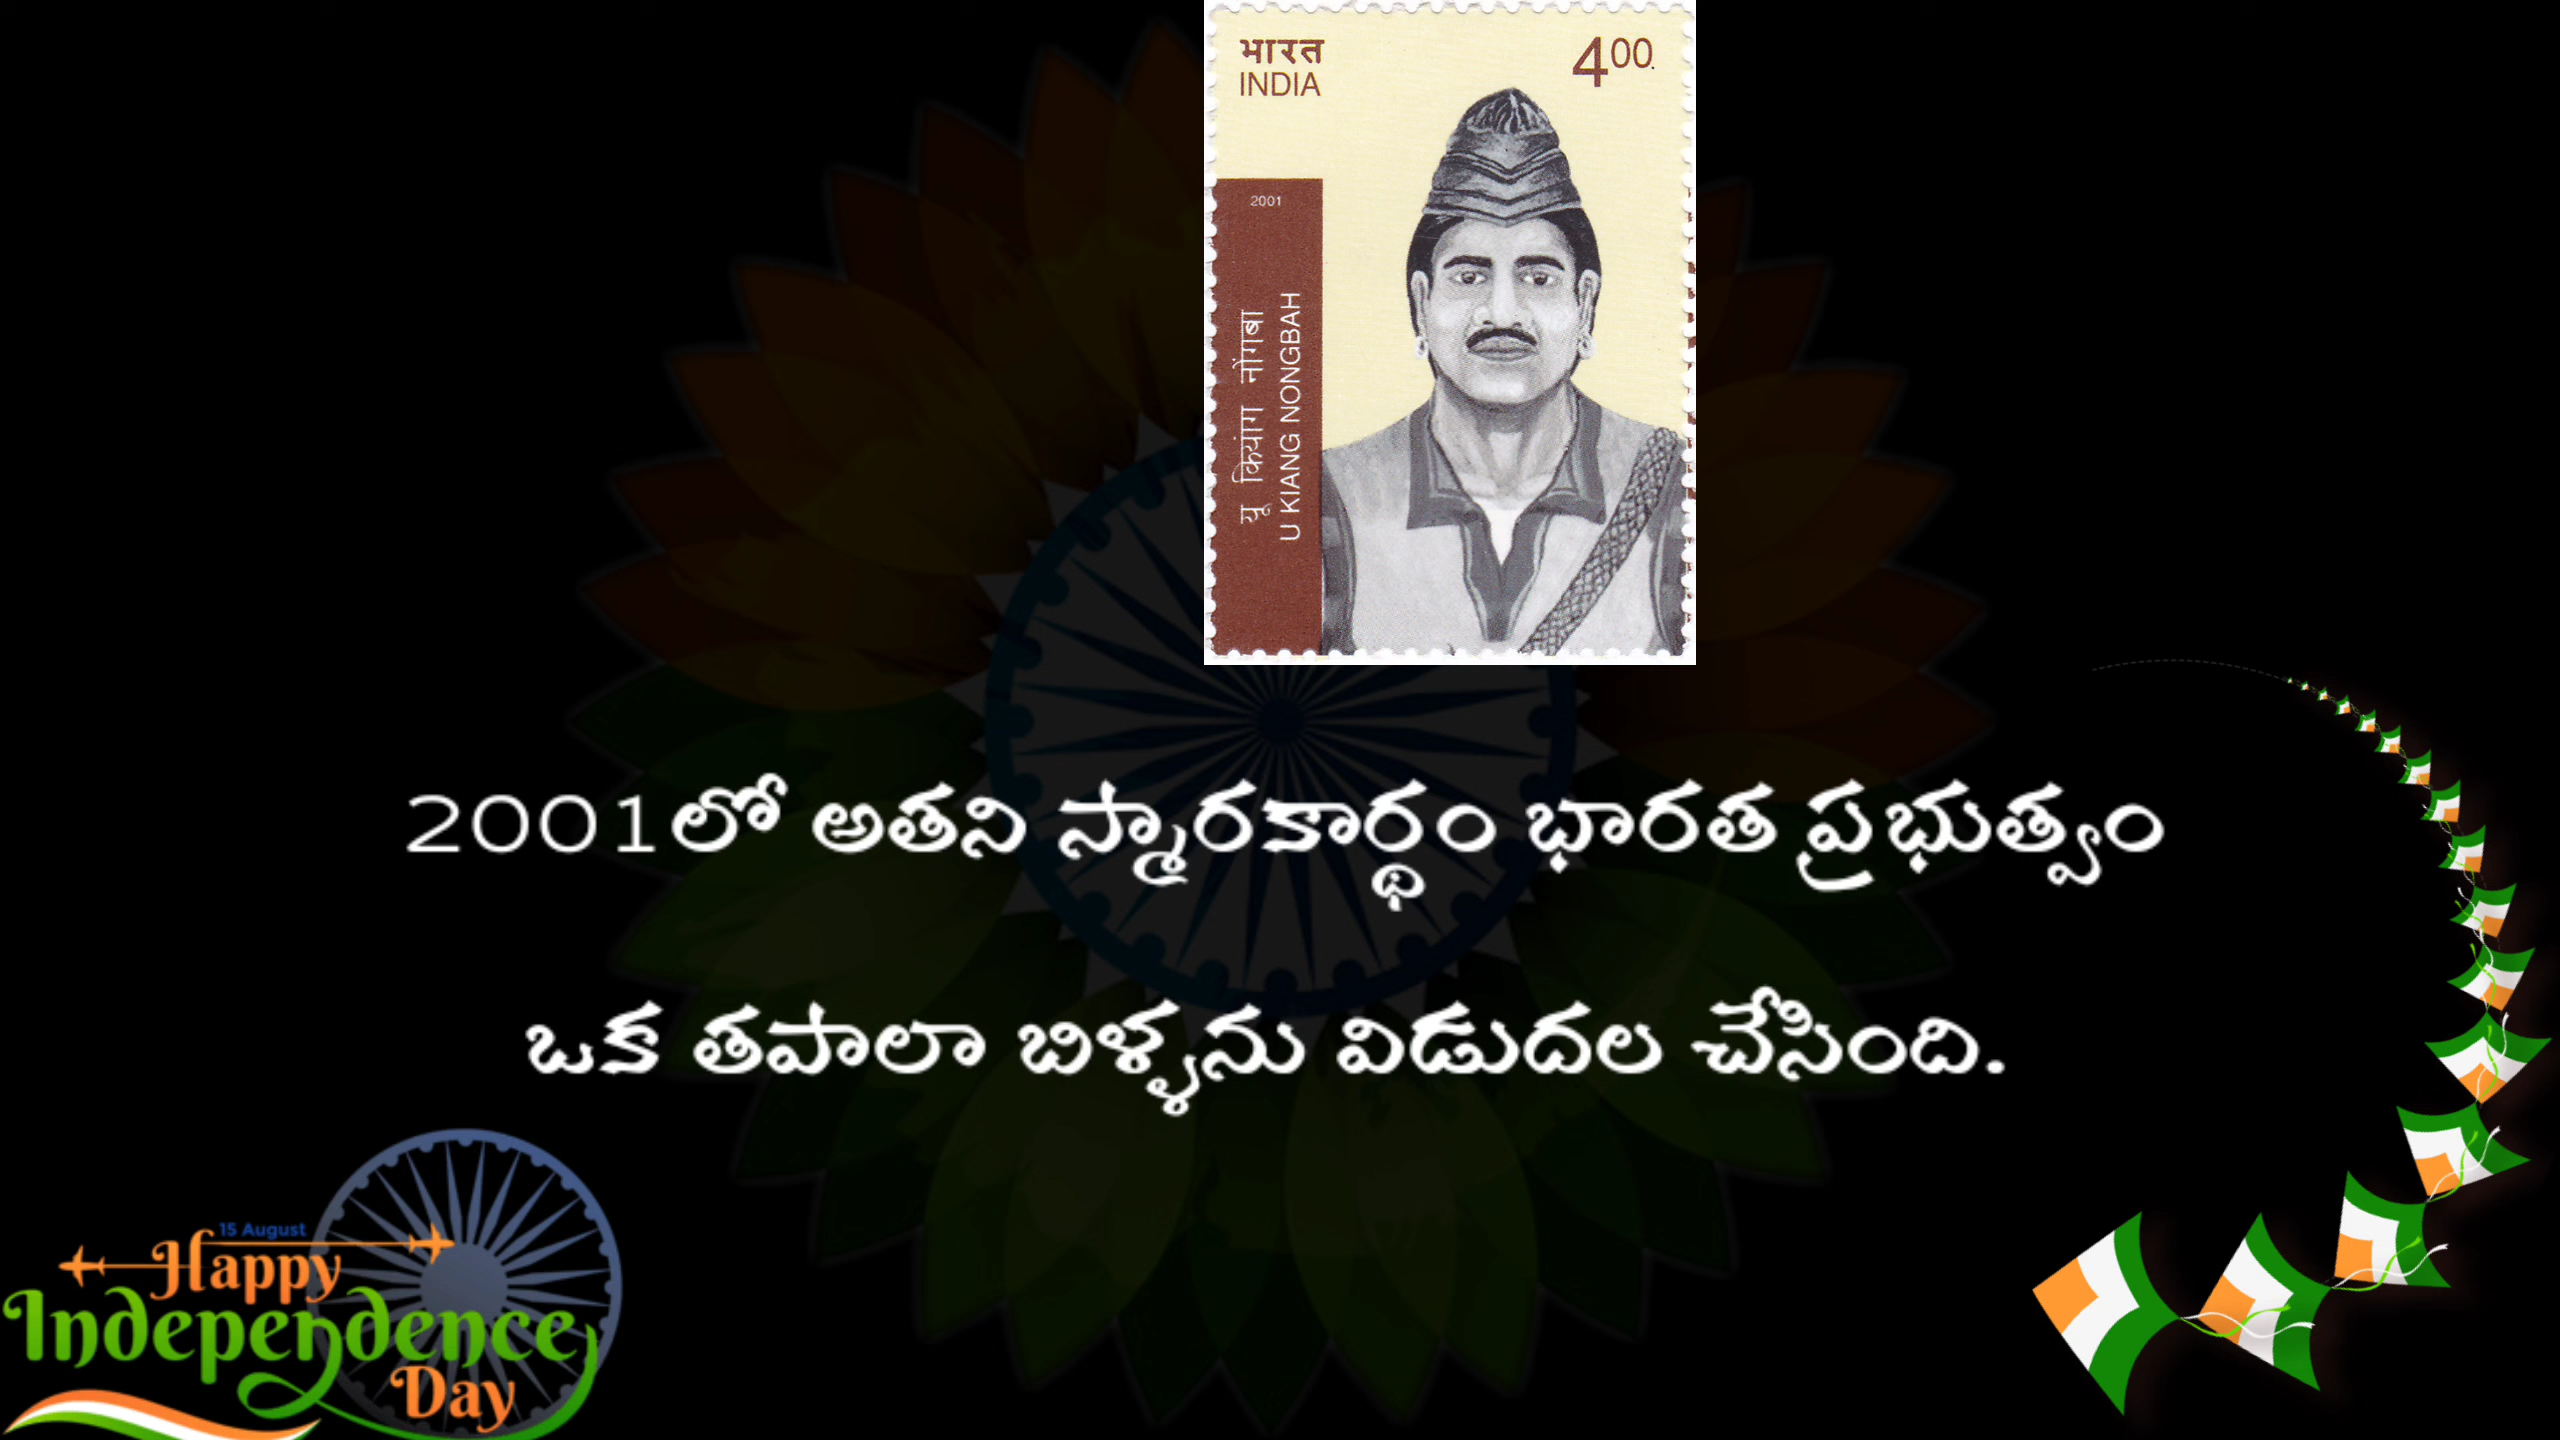 भारत
INDIA
4 00
2001
यू कियांग नोंगबा
U KIANG NONGBAH
2001లో అతని స్మారకార్థం భారత ప్రభుత్వం
ఒక తపాలా బిళ్ళను విడుదల చేసింది.
15 August
Happy
Independence
Day